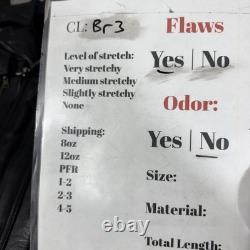 CL: Br3
Flaws
Level of stretch:
Very stretchy
Medium stretchy
Slightly stretchy
None
Yes | No
Odor:
Yes | No
Shipping:
8oz
12oz
PFR
1-2
2-3
4-5
Size:
Material:
Total Length:
ebay